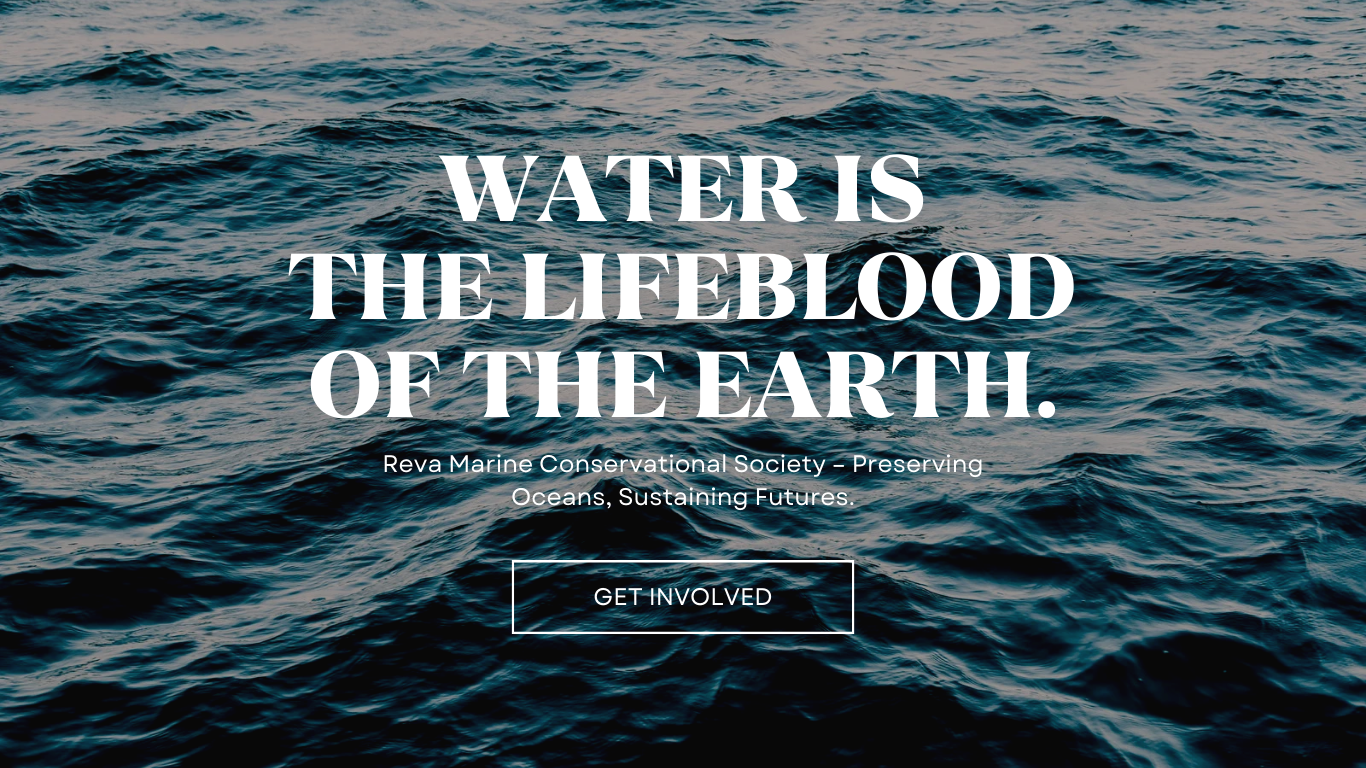 WATER IS
THE LIFEBLOOD
OF THE EARTH.
Reva Marine Conservational Society – Preserving
Oceans, Sustaining Futures.
GET INVOLVED